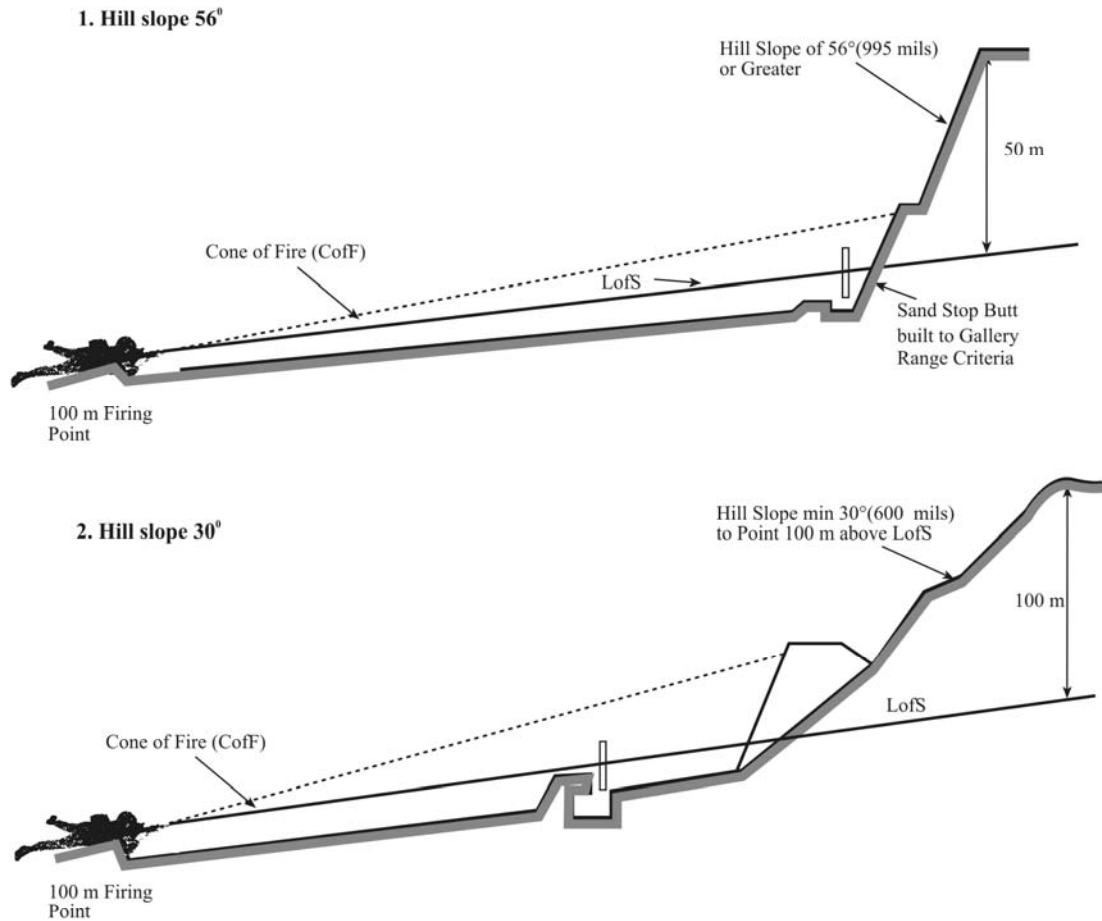 1. Hill slope 56⁰
Hill Slope of 56°(995 mils)
or Greater
50 m
Cone of Fire (CofF)
LofS
Sand Stop Butt
built to Gallery
Range Criteria
100 m Firing
Point
2. Hill slope 30⁰
Hill Slope min 30°(600 mils)
to Point 100 m above LofS
100 m
LofS
Cone of Fire (CofF)
100 m Firing
Point